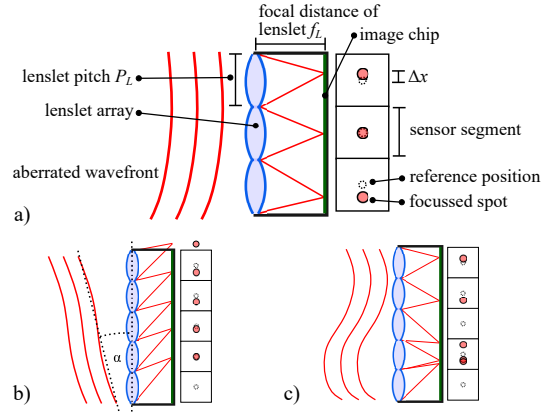 focal distance of
lenslet f_L
image chip
lenslet pitch P_L
Δx
lenslet array
sensor segment
aberrated wavefront
reference position
focussed spot
a)
α
b)
c)